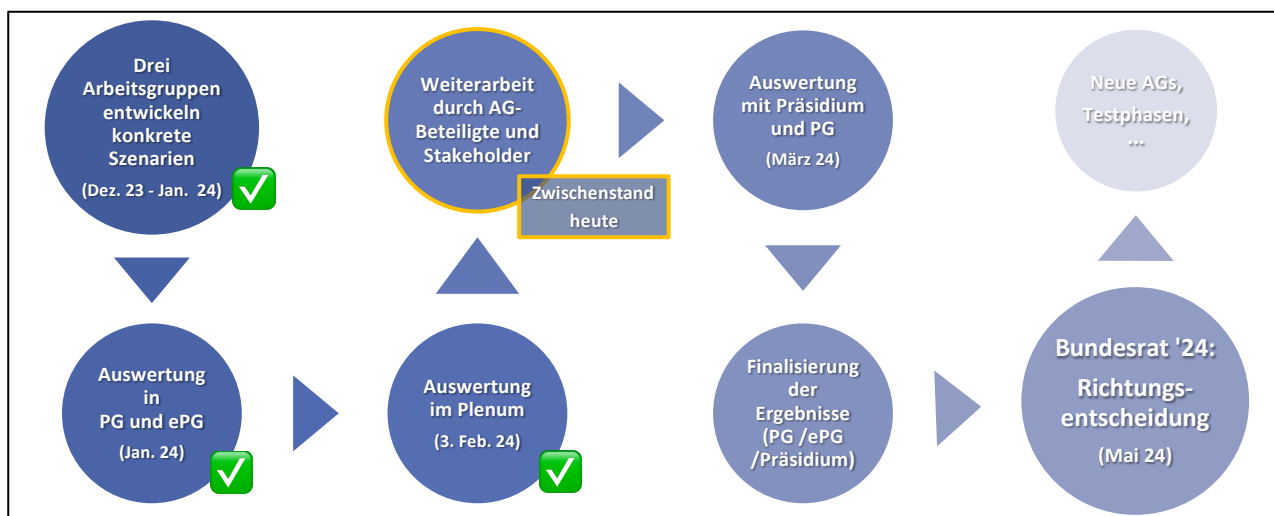 Drei
Arbeitsgruppen
entwickeln
konkrete
Szenarien
(Dez. 23 - Jan. 24)
Auswertung
in
PG und ePG
(Jan. 24)
Auswertung
im Plenum
(3. Feb. 24)
Weiterarbeit
durch AG-
Beteiligte und
Stakeholder
Zwischenstand
heute
Auswertung
mit Präsidium
und PG
(März 24)
Finalisierung
der
Ergebnisse
(PG /ePG
/Präsidium)
Bundesrat '24:
Richtungs-
entscheidung
(Mai 24)
Neue AGs,
Testphasen,
...